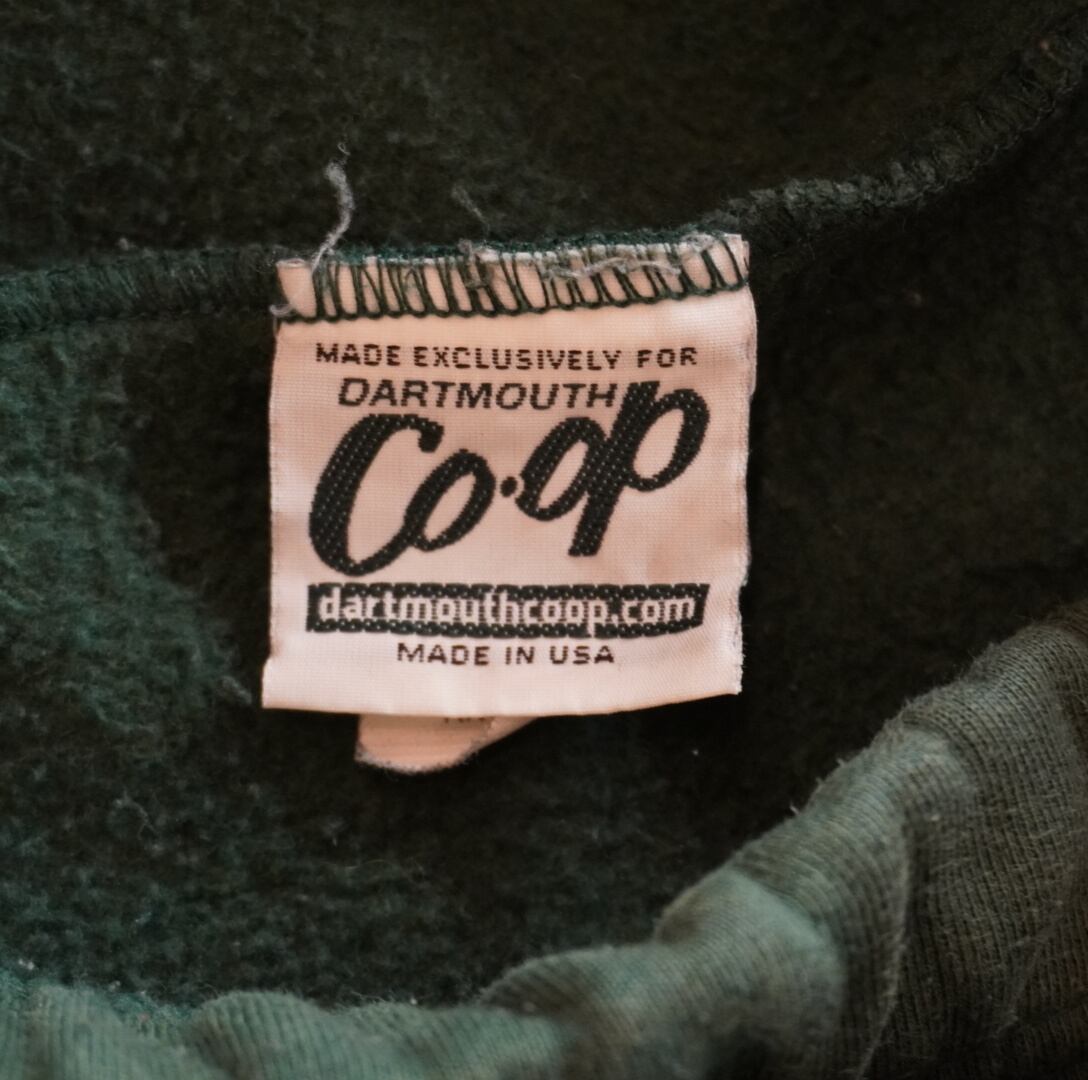 MADE EXCLUSIVELY FOR
DARTMOUTH
Co·op
dartmouthcoop.com
MADE IN USA